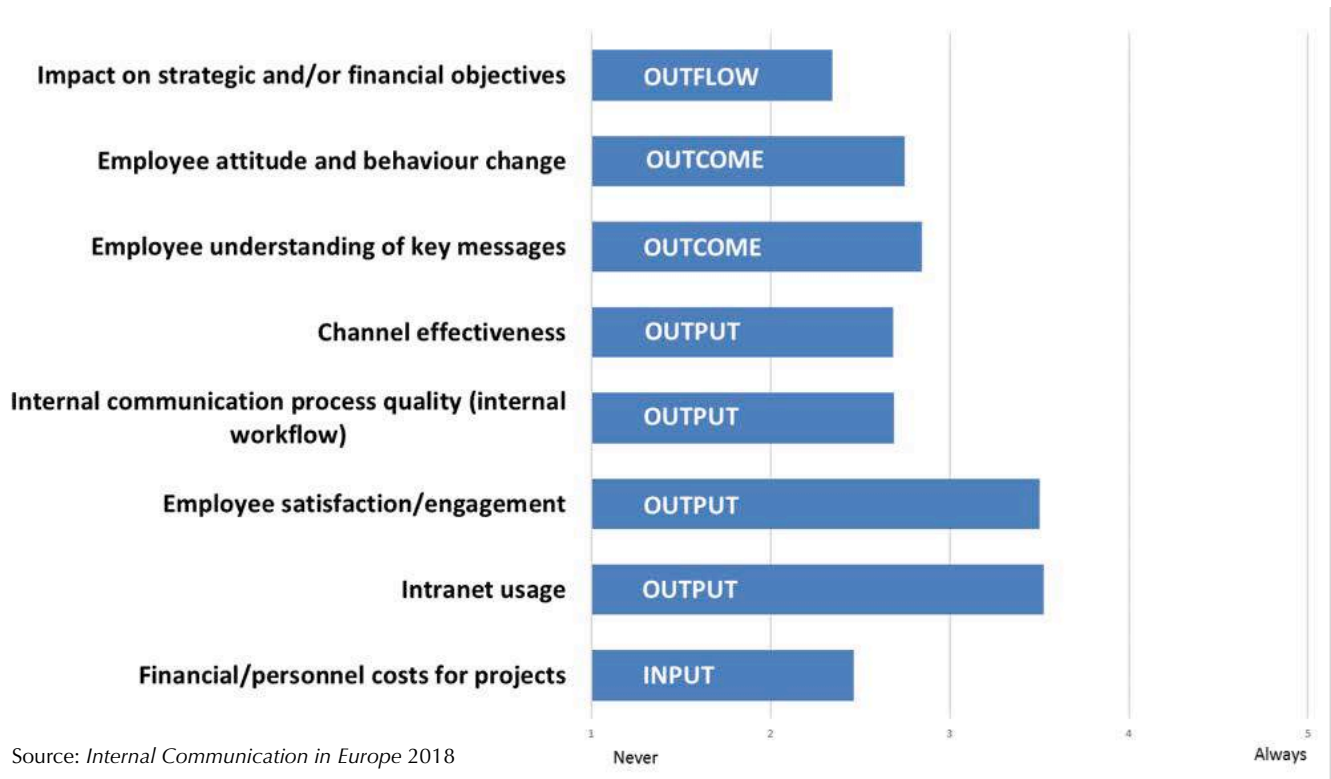 Impact on strategic and/or financial objectives
OUTFLOW
Employee attitude and behaviour change
OUTCOME
Employee understanding of key messages
OUTCOME
Channel effectiveness
OUTPUT
Internal communication process quality (internal
workflow)
OUTPUT
Employee satisfaction/engagement
OUTPUT
Intranet usage
OUTPUT
Financial/personnel costs for projects
INPUT
1 2 3 4 5
Never Always
Source: Internal Communication in Europe 2018